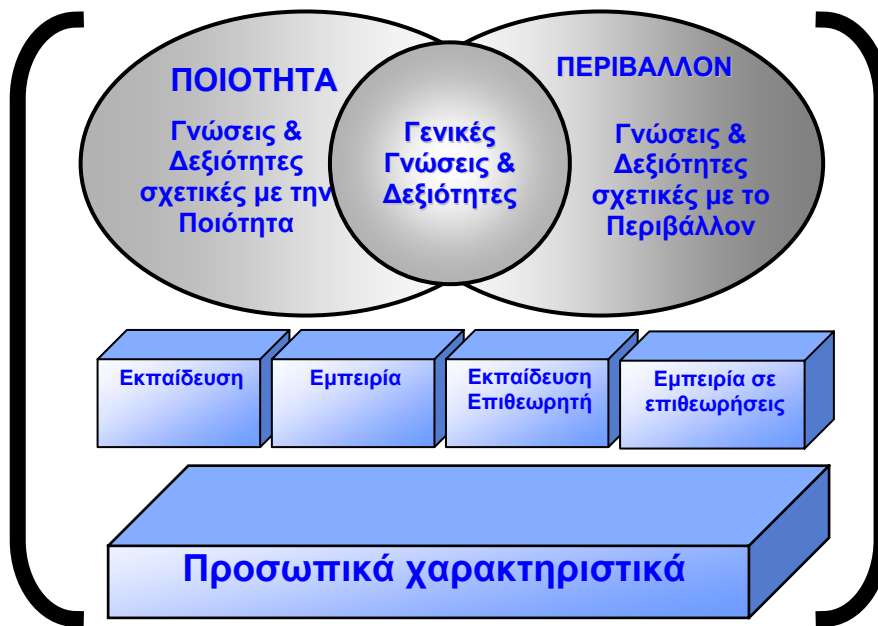 ΠΟΙΟΤΗΤΑ
Γνώσεις &
Δεξιότητες
σχετικές με την
Ποιότητα
Γενικές
Γνώσεις &
Δεξιότητες
ΠΕΡΙΒΑΛΛΟΝ
Γνώσεις &
Δεξιότητες
σχετικές με το
Περιβάλλον
Εκπαίδευση
Εμπειρία
Εκπαίδευση
Επιθεωρητή
Εμπειρία σε
επιθεωρήσεις
Προσωπικά χαρακτηριστικά